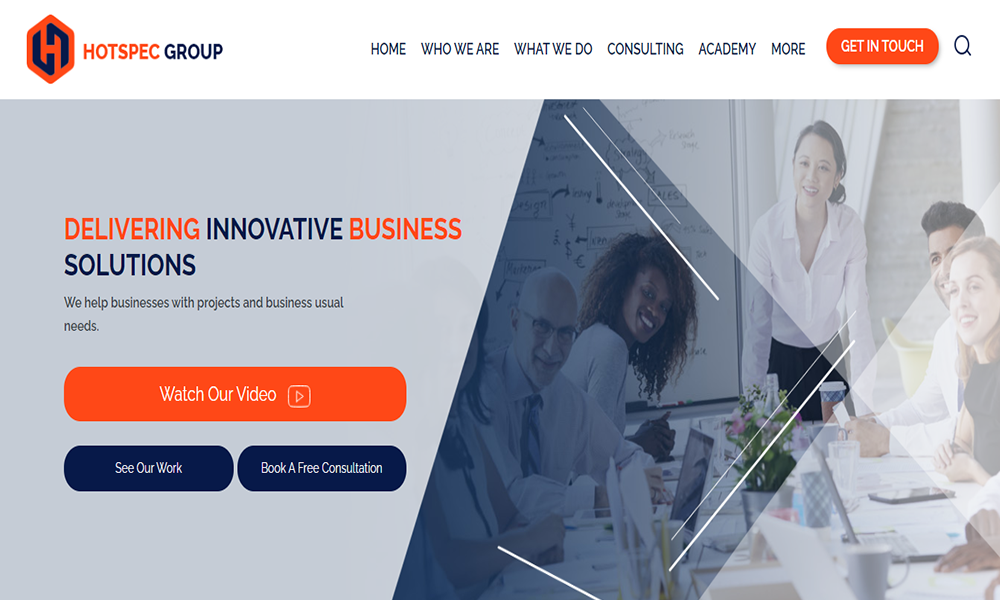 HOTSPEC GROUP
HOME WHO WE ARE WHAT WE DO CONSULTING ACADEMY MORE GET IN TOUCH
DELIVERING INNOVATIVE BUSINESS
SOLUTIONS
We help businesses with projects and business usual
needs.
Watch Our Video
See Our Work Book A Free Consultation
Marketing